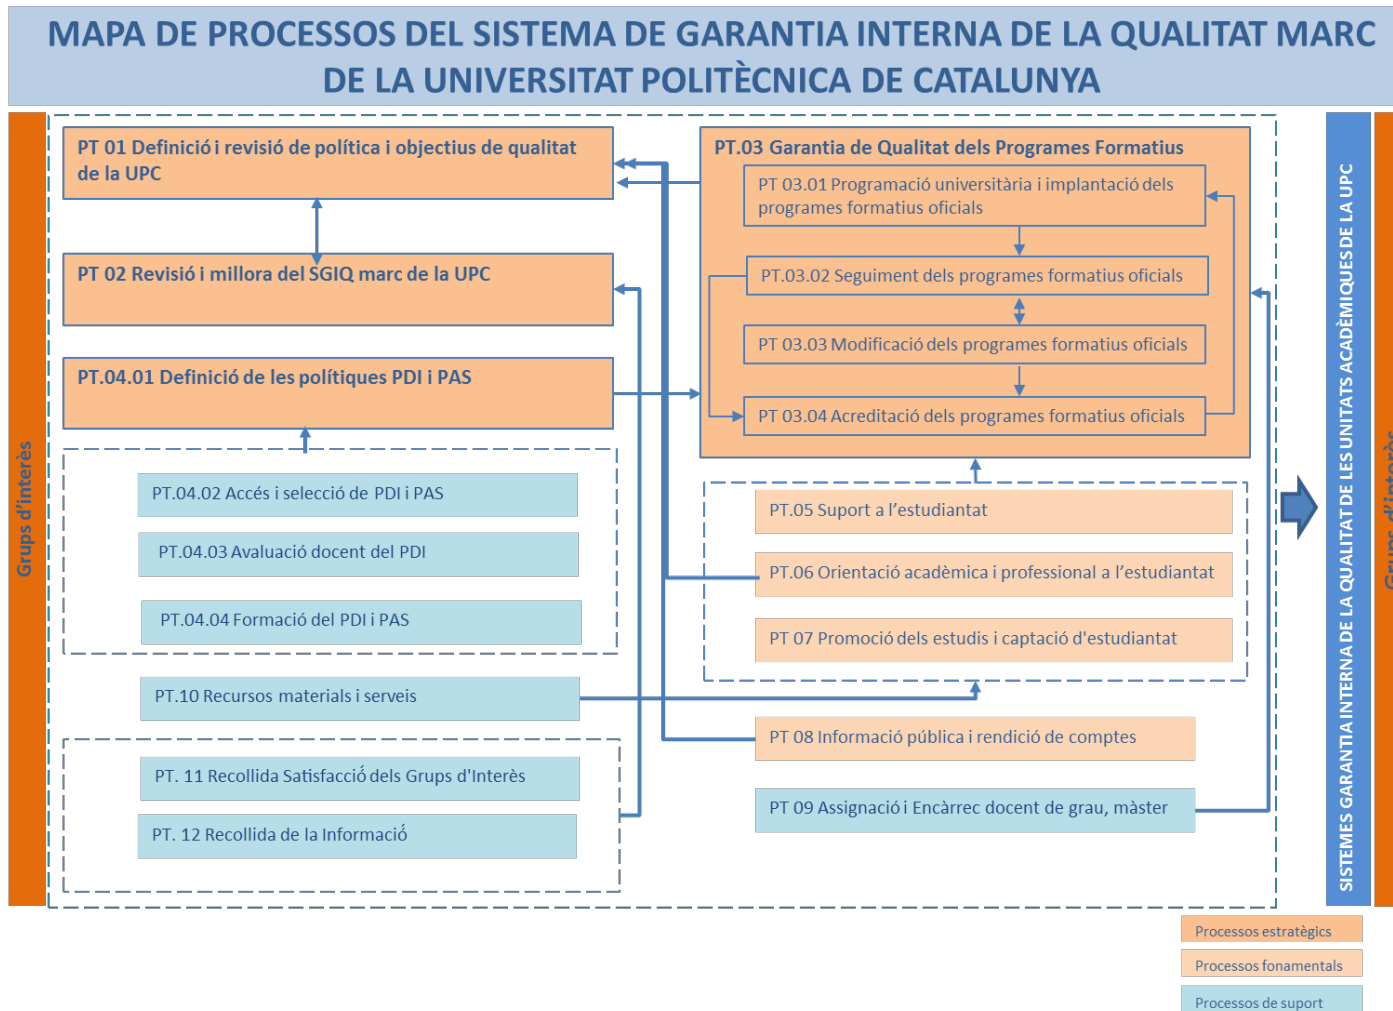 MAPA DE PROCESSOS DEL SISTEMA DE GARANTIA INTERNA DE LA QUALITAT MARC
DE LA UNIVERSITAT POLITÈCNICA DE CATALUNYA
Grups d'interès
PT 01 Definició i revisió de política i objectius de qualitat
de la UPC
PT 02 Revisió i millora del SGIQ marc de la UPC
PT.04.01 Definició de les polítiques PDI i PAS
PT.04.02 Accés i selecció de PDI i PAS
PT.04.03 Avaluació docent del PDI
PT.04.04 Formació del PDI i PAS
PT.10 Recursos materials i serveis
PT. 11 Recollida Satisfacció dels Grups d'Interès
PT. 12 Recollida de la Informació
PT.03 Garantia de Qualitat dels Programes Formatius
PT 03.01 Programació universitària i implantació dels
programes formatius oficials
PT.03.02 Seguiment dels programes formatius oficials
PT 03.03 Modificació dels programes formatius oficials
PT 03.04 Acreditació dels programes formatius oficials
PT.05 Suport a l'estudiantat
PT.06 Orientació acadèmica i professional a l'estudiantat
PT 07 Promoció dels estudis i captació d'estudiantat
PT 08 Informació pública i rendició de comptes
PT 09 Assignació i Encàrrec docent de grau, màster
SISTEMES GARANTIA INTERNA DE LA QUALITAT DE LES UNITATS ACADÈMIQUES DE LA UPC
Grups d'interès
Processos estratègics
Processos fonamentals
Processos de suport